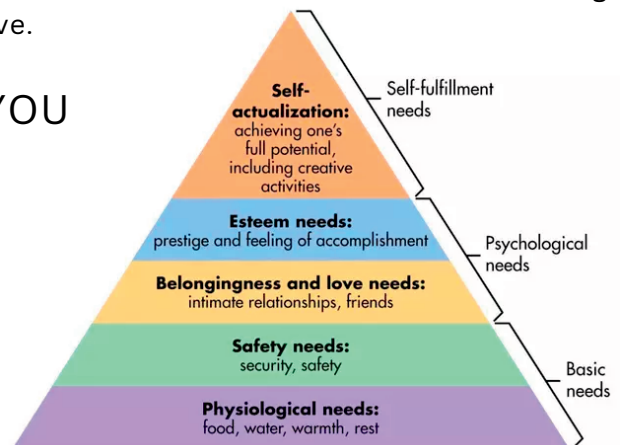 ve.
YOU
Self-
actualization:
achieving one's
full potential,
including creative
activities
Self-fulfillment
needs
Esteem needs:
prestige and feeling of accomplishment
Psychological
needs
Belongingness and love needs:
intimate relationships, friends
Safety needs:
security, safety
Basic
needs
Physiological needs:
food, water, warmth, rest